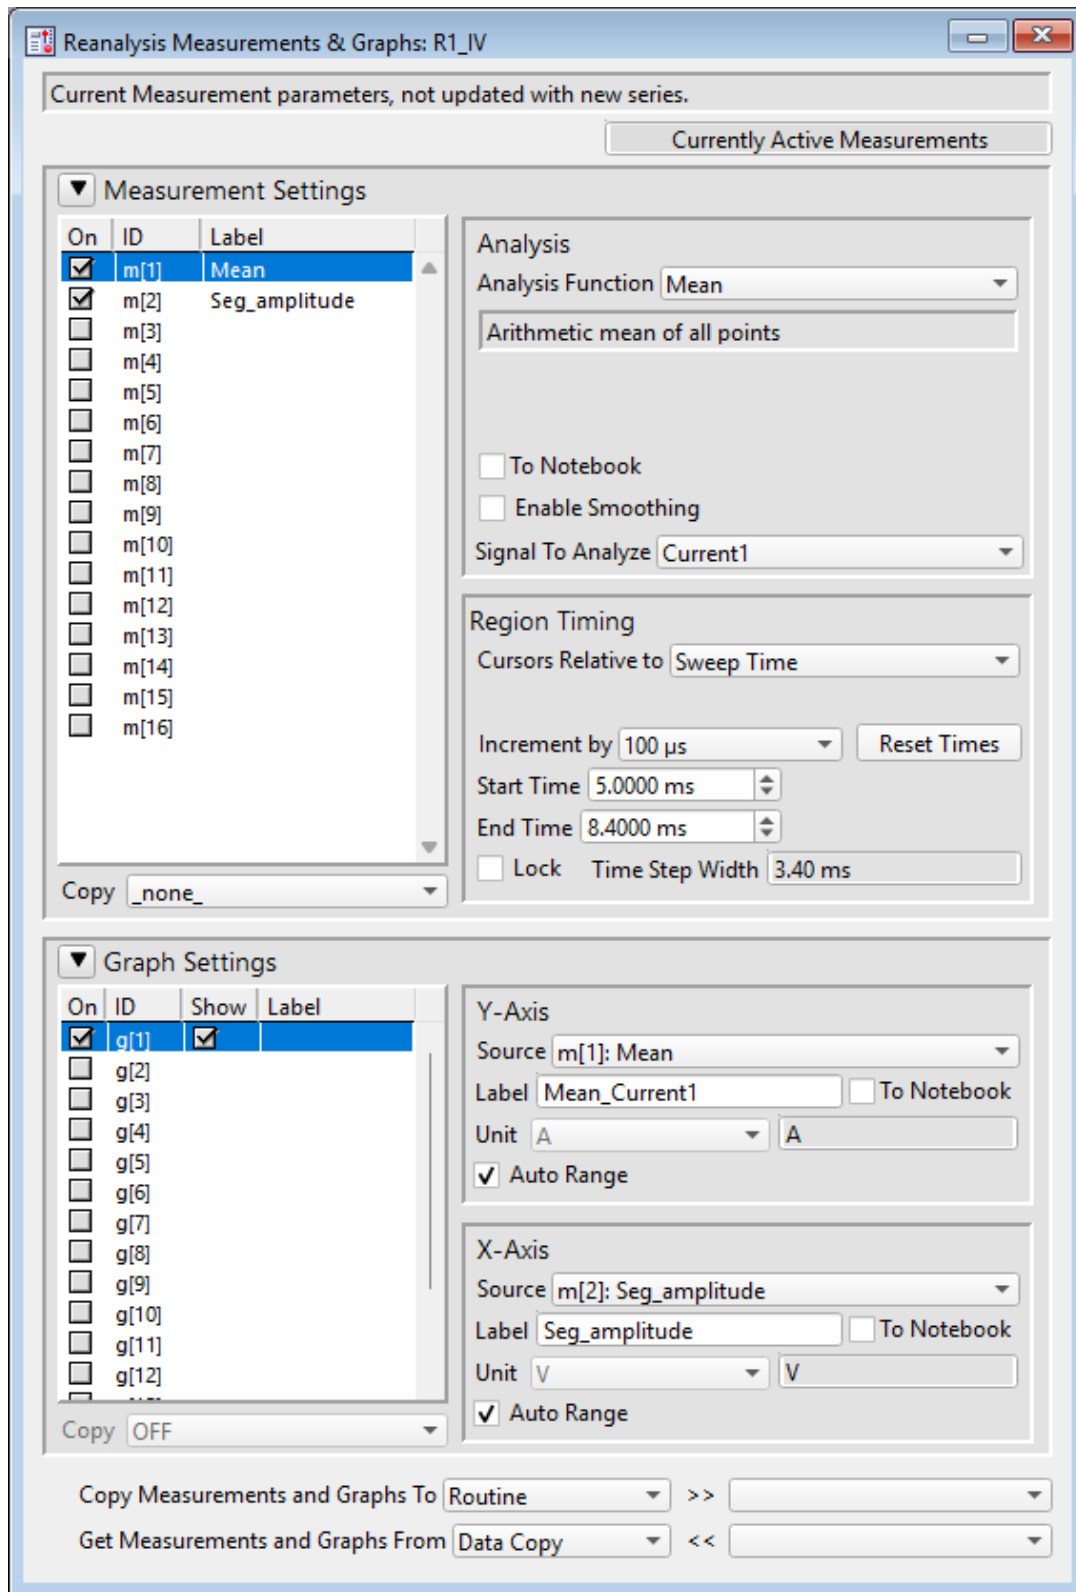 Reanalysis Measurements & Graphs: R1_IV
Current Measurement parameters, not updated with new series.
Currently Active Measurements
Measurement Settings
On ID Label
m[1] Mean
m[2] Seg_amplitude
m[3]
m[4]
m[5]
m[6]
m[7]
m[8]
m[9]
m[10]
m[11]
m[12]
m[13]
m[14]
m[15]
m[16]
Copy _none_
Analysis
Analysis Function Mean
Arithmetic mean of all points
To Notebook
Enable Smoothing
Signal To Analyze Current1
Region Timing
Cursors Relative to Sweep Time
Increment by 100 µs Reset Times
Start Time 5.0000 ms
End Time 8.4000 ms
Lock Time Step Width 3.40 ms
Graph Settings
On ID Show Label
g[1]
g[2]
g[3]
g[4]
g[5]
g[6]
g[7]
g[8]
g[9]
g[10]
g[11]
g[12]
Copy OFF
Y-Axis
Source m[1]: Mean
Label Mean_Current1 To Notebook
Unit A A
Auto Range
X-Axis
Source m[2]: Seg_amplitude
Label Seg_amplitude To Notebook
Unit V V
Auto Range
Copy Measurements and Graphs To Routine >>
Get Measurements and Graphs From Data Copy <<